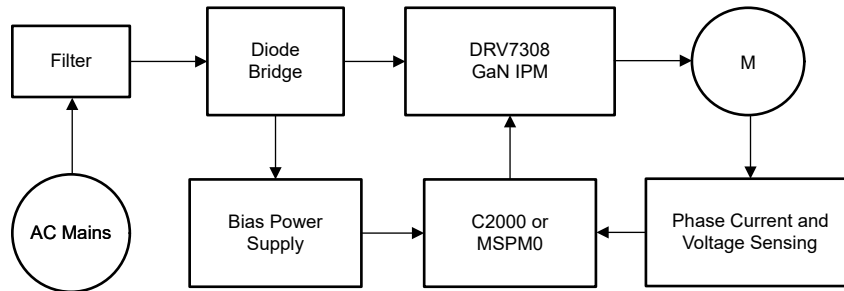 Filter
Diode
Bridge
DRV7308
GaN IPM
M
AC Mains
Bias Power
Supply
C2000 or
MSPM0
Phase Current and
Voltage Sensing